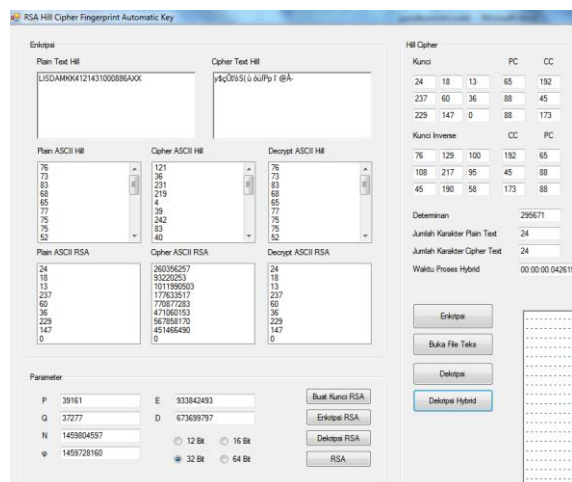 RSA Hill Cipher Fingerprint Automatic Key
Enkripsi
Plain Text Hill
Cipher Text Hill
LISDAMKK4121431000886AXX
Plain ASCII Hill
Cipher ASCII Hill
Decrypt ASCII Hill
76 121 76
73 36 73
83 231 83
68 219 68
65 4 65
77 39 77
75 242 75
75 83 75
52 40 52
Plain ASCII RSA
Cipher ASCII RSA
Decrypt ASCII RSA
24 260356257 24
18 93220253 18
13 1011990503 13
237 177633517 237
60 770877283 60
36 471060153 36
229 567858170 229
147 451466490 147
0 0 0
Parameter
P 39161 E 933842493
Q 37277 D 673699797
N 1459804597
φ 1459728160
12 Bit 16 Bit
32 Bit 64 Bit
Buat Kunci RSA
Enkripsi RSA
Dekripsi RSA
RSA
Hill Cipher
Kunci PC CC
24 18 13 65 192
237 60 36 88 45
229 147 0 88 173
Kunci Inverse CC PC
76 129 100 192 65
108 217 95 45 88
45 190 58 173 88
Determinan 295671
Jumlah Karakter Plain Text 24
Jumlah Karakter Cipher Text 24
Waktu Proses Hybrid 00:00:00.042615
Enkripsi
Buka File Teks
Dekripsi
Dekripsi Hybrid